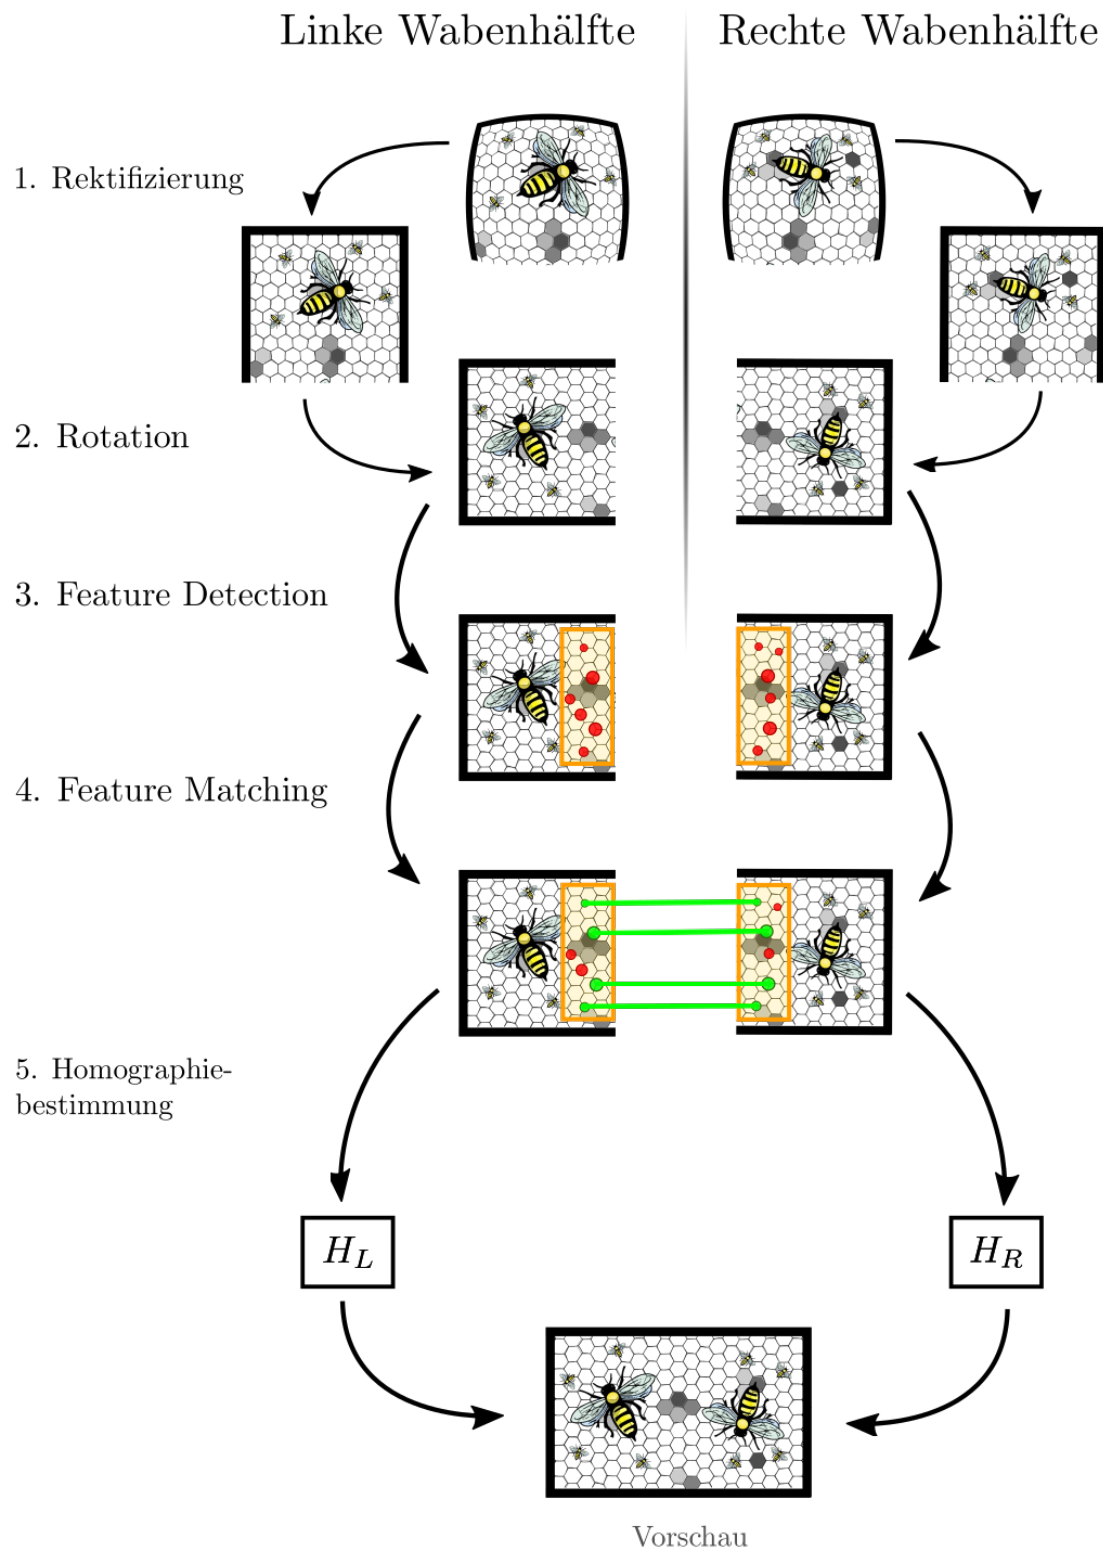 Linke Wabenhälfte
Rechte Wabenhälfte
1. Rektifizierung
2. Rotation
3. Feature Detection
4. Feature Matching
5. Homographie-
bestimmung
H_L
H_R
Vorschau